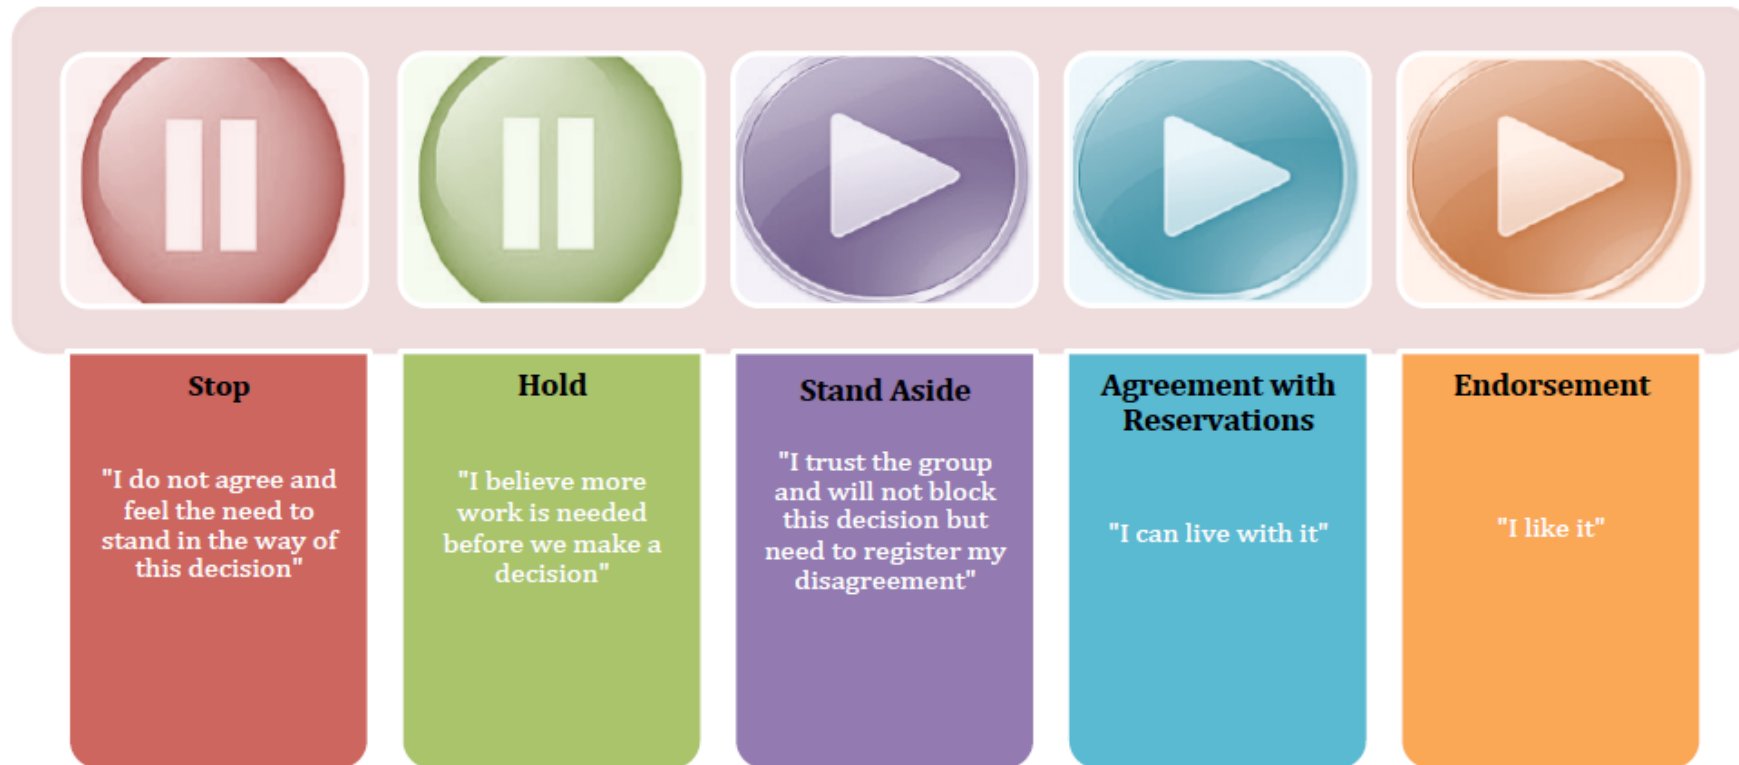 Stop
"I do not agree and
feel the need to
stand in the way of
this decision"
Hold
"I believe more
work is needed
before we make a
decision"
Stand Aside
"I trust the group
and will not block
this decision but
need to register my
disagreement"
Agreement with
Reservations
"I can live with it"
Endorsement
"I like it"